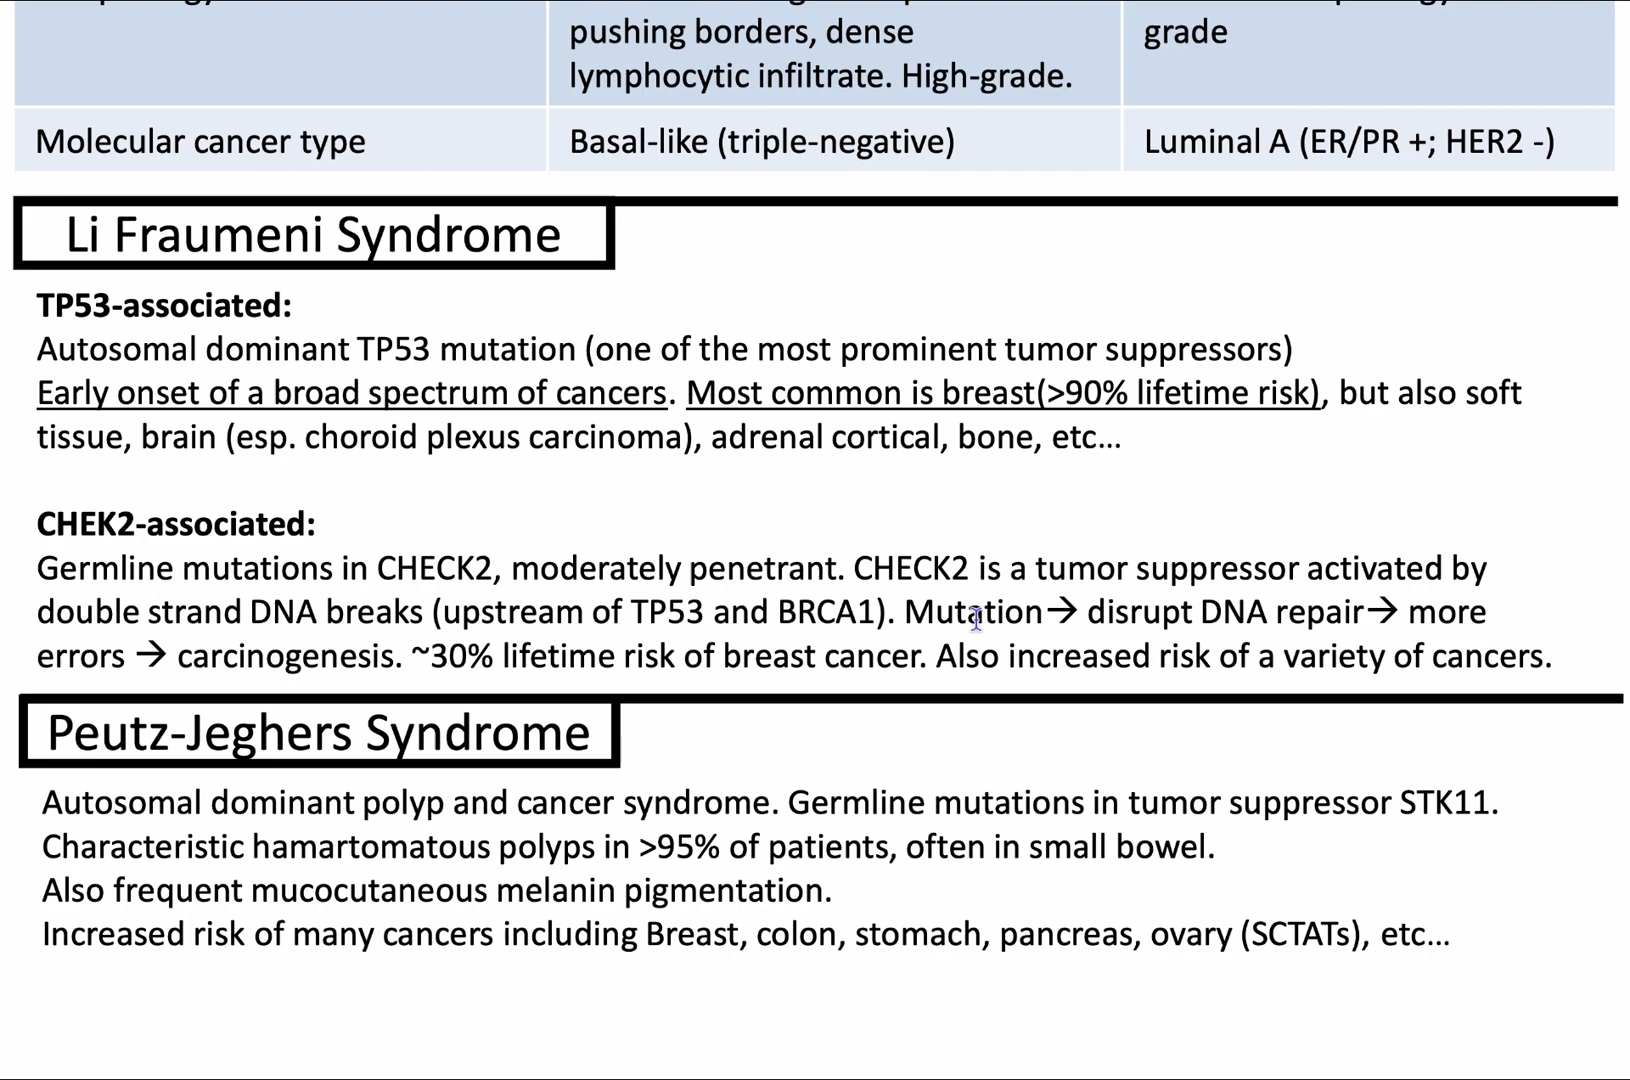 pushing borders, dense
lymphocytic infiltrate. High-grade.
grade
Molecular cancer type
Basal-like (triple-negative)
Luminal A (ER/PR +; HER2 -)
Li Fraumeni Syndrome
TP53-associated:
Autosomal dominant TP53 mutation (one of the most prominent tumor suppressors)
Early onset of a broad spectrum of cancers. Most common is breast(>90% lifetime risk), but also soft
tissue, brain (esp. choroid plexus carcinoma), adrenal cortical, bone, etc...
CHEK2-associated:
Germline mutations in CHECK2, moderately penetrant. CHECK2 is a tumor suppressor activated by
double strand DNA breaks (upstream of TP53 and BRCA1). Mutation→ disrupt DNA repair→ more
errors → carcinogenesis. ~30% lifetime risk of breast cancer. Also increased risk of a variety of cancers.
Peutz-Jeghers Syndrome
Autosomal dominant polyp and cancer syndrome. Germline mutations in tumor suppressor STK11.
Characteristic hamartomatous polyps in >95% of patients, often in small bowel.
Also frequent mucocutaneous melanin pigmentation.
Increased risk of many cancers including Breast, colon, stomach, pancreas, ovary (SCTATs), etc...